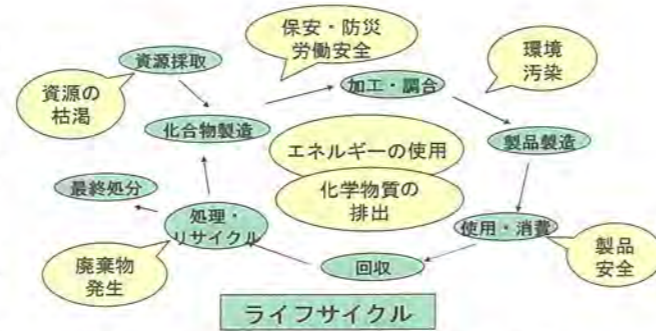 保安・防災
労働安全
環境
汚染
資源採取
資源の
枯渇
加工・調合
化合物製造
製品製造
エネルギーの使用
化学物質の
排出
最終処分
処理・
リサイクル
使用・消費
製品
安全
廃棄物
発生
回収
ライフサイクル